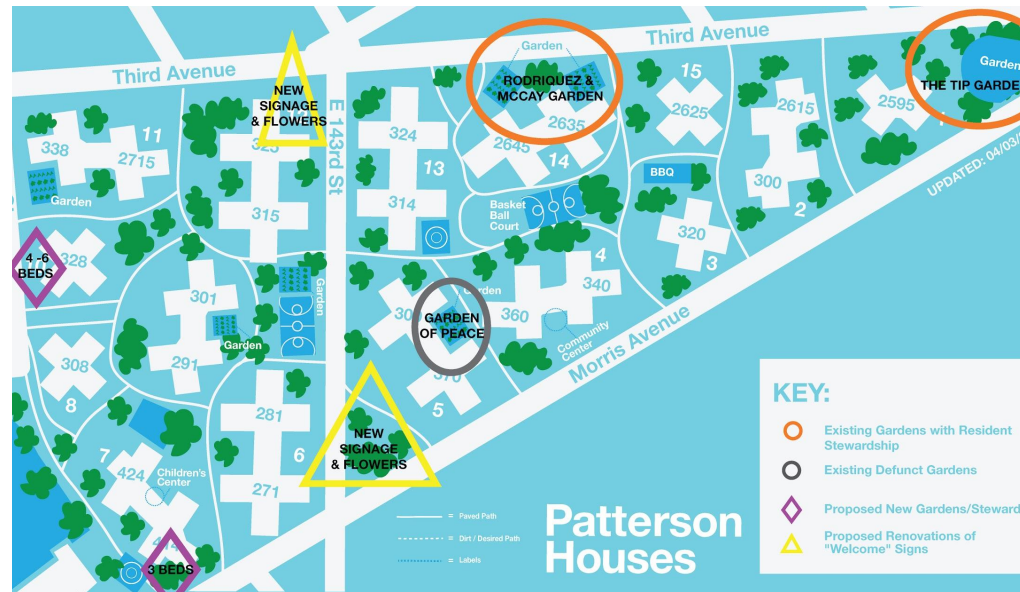 Third Avenue
Third Avenue
Garden
RODRIQUEZ &
MCCAY GARDEN
Garden
THE TIP GARDE
NEW
SIGNAGE
& FLOWERS
E 143rd St
11
338
2715
Garden
324
13
314
315
2645
2635
14
15
2625
2615
2595
300
2
BBQ
320
3
UPDATED: 04/03/
Basket
Ball
Court
4 -6
BEDS
328
301
291
Garden
Garden
308
8
Garden
GARDEN
OF PEACE
4
340
360
Community
Center
5
Morris Avenue
NEW
SIGNAGE
& FLOWERS
281
6
271
7
424
Children's
Center
3 BEDS
= Paved Path
= Dirt / Desired Path
= Labels
Patterson
Houses
KEY:
Existing Gardens with Resident
Stewardship
Existing Defunct Gardens
Proposed New Gardens/Steward
Proposed Renovations of
"Welcome" Signs